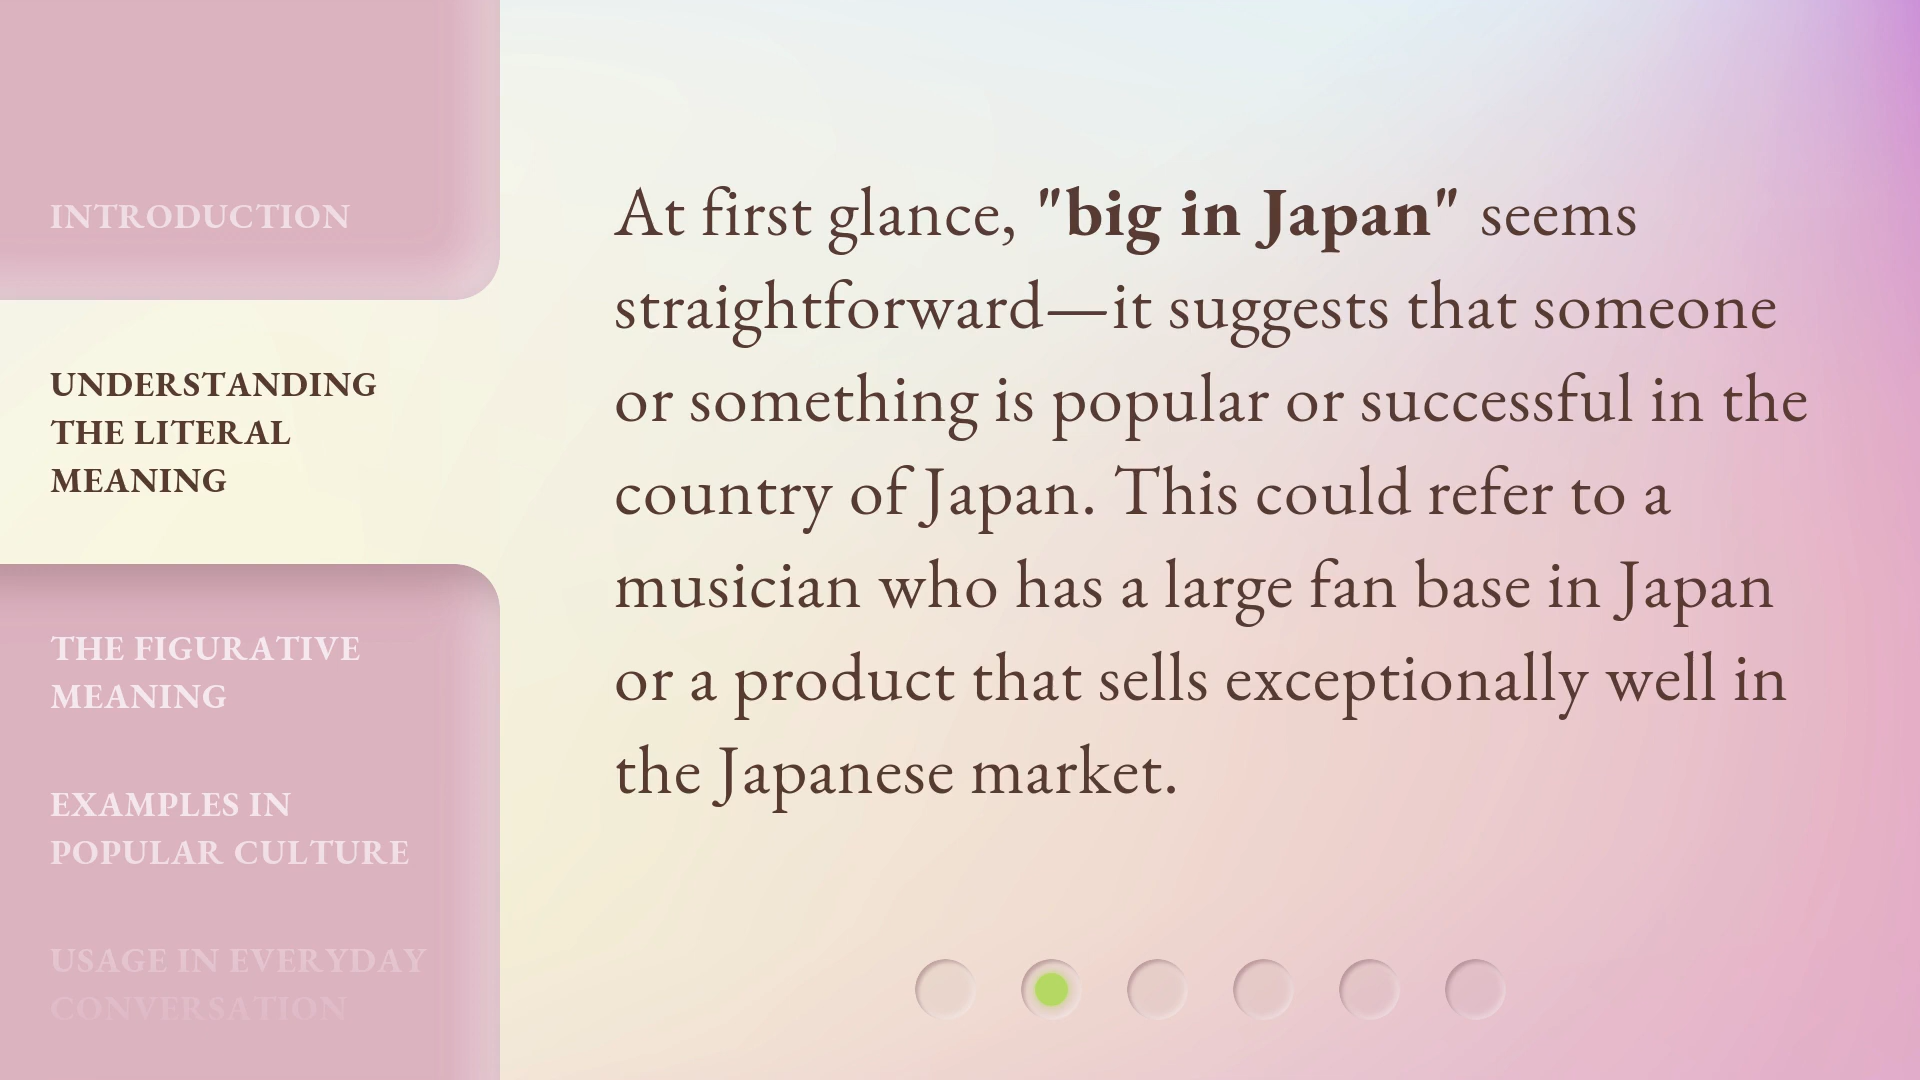 INTRODUCTION
UNDERSTANDING
THE LITERAL
MEANING
THE FIGURATIVE
MEANING
EXAMPLES IN
POPULAR CULTURE
USAGE IN EVERYDAY
CONVERSATION
At first glance, "big in Japan" seems
straightforward—it suggests that someone
or something is popular or successful in the
country of Japan. This could refer to a
musician who has a large fan base in Japan
or a product that sells exceptionally well in
the Japanese market.